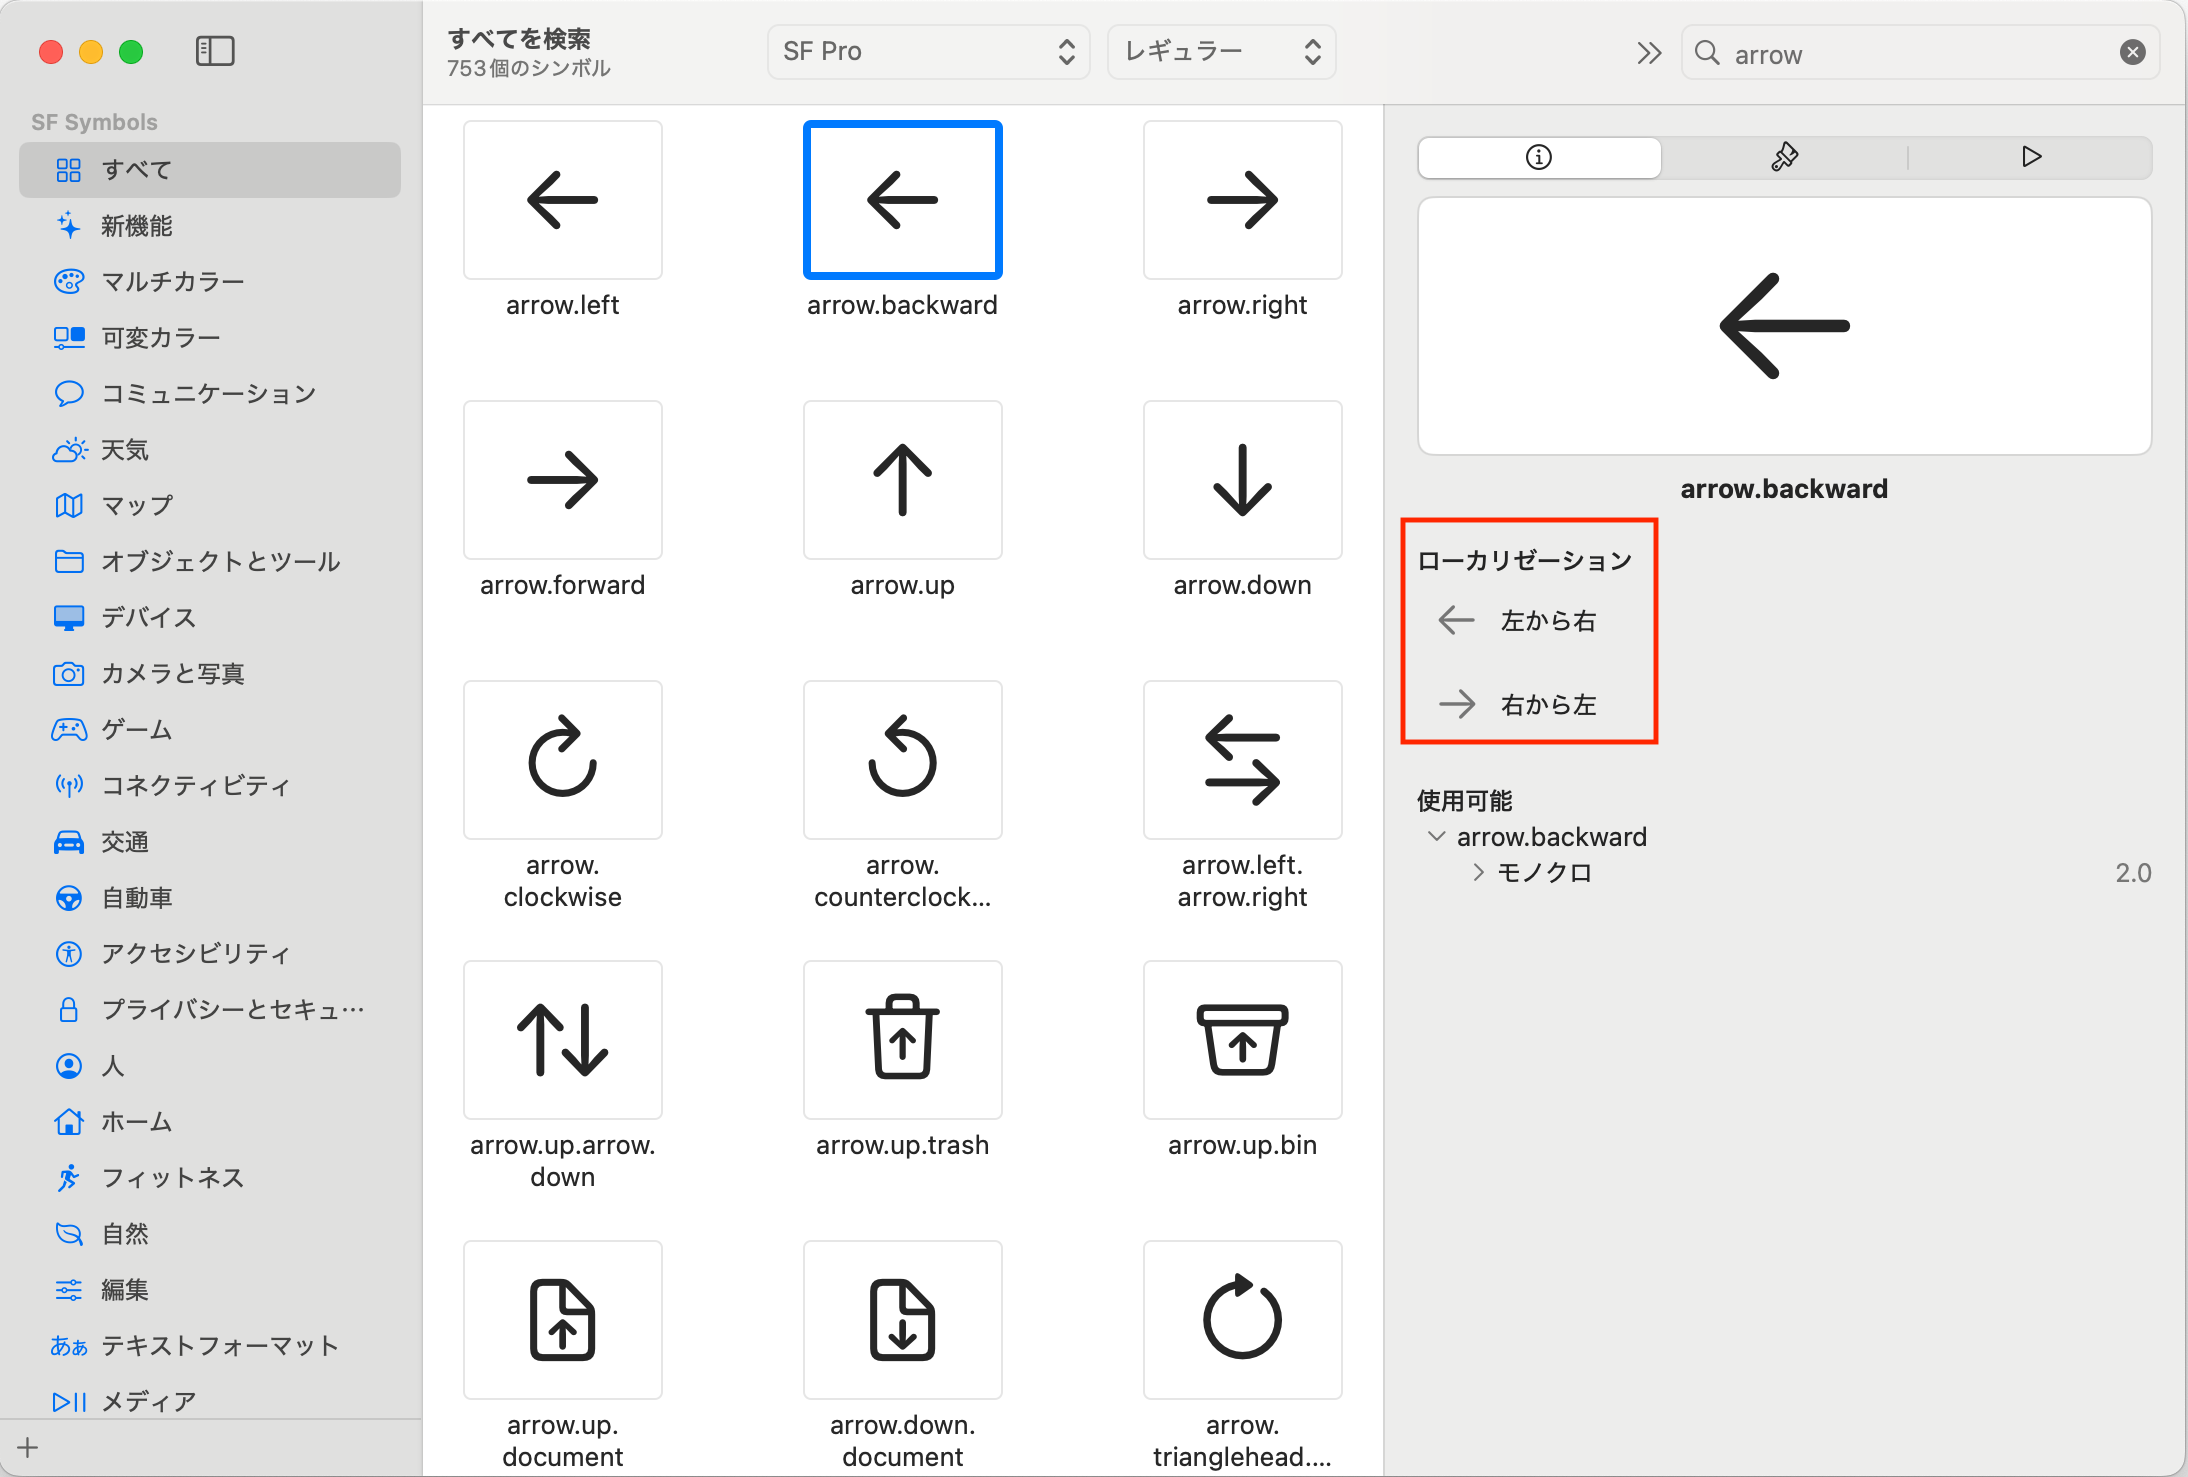 すべてを検索
753個のシンボル
SF Pro
レギュラー
arrow
SF Symbols
すべて
新機能
マルチカラー
可変カラー
コミュニケーション
天気
マップ
オブジェクトとツール
デバイス
カメラと写真
ゲーム
コネクティビティ
交通
自動車
アクセシビリティ
プライバシーとセキュ…
人
ホーム
フィットネス
自然
編集
あぁ テキストフォーマット
メディア
arrow.left
arrow.backward
arrow.right
arrow.forward
arrow.up
arrow.down
arrow.
clockwise
arrow.
counterclock...
arrow.left.
arrow.right
arrow.up.arrow.
down
arrow.up.trash
arrow.up.bin
arrow.up.
document
arrow.down.
document
arrow.
trianglehead....
arrow.backward
ローカリゼーション
左から右
右から左
使用可能
arrow.backward
モノクロ 2.0